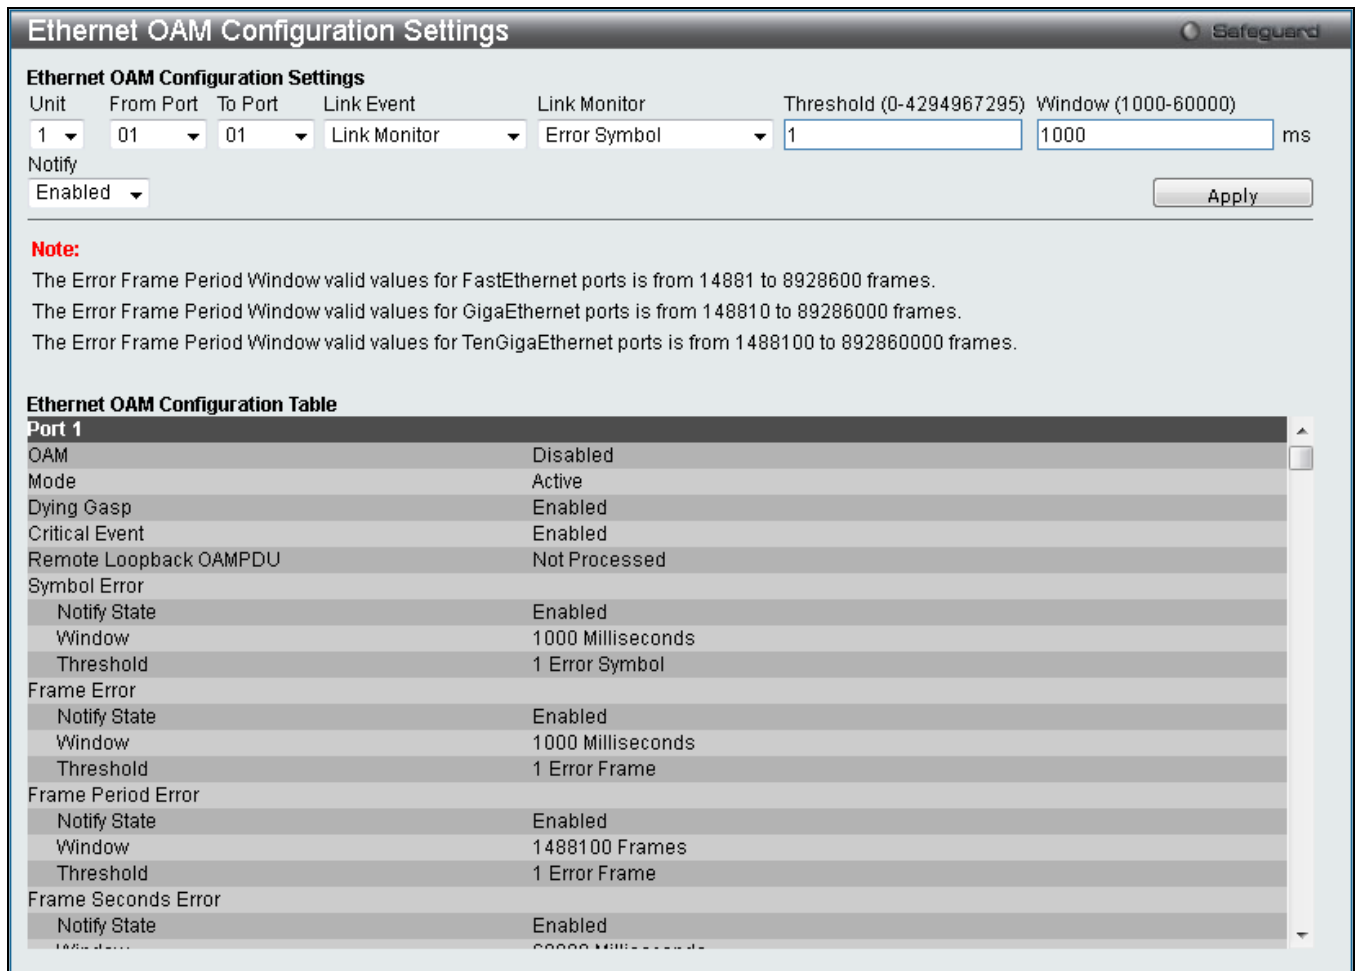 Ethernet OAM Configuration Settings
Safeguard
Ethernet OAM Configuration Settings
Unit From Port To Port Link Event Link Monitor Threshold (0-4294967295) Window (1000-60000)
1 01 01 Link Monitor Error Symbol 1 1000 ms
Notify
Enabled
Apply
Note:
The Error Frame Period Window valid values for FastEthernet ports is from 14881 to 8928600 frames.
The Error Frame Period Window valid values for GigaEthernet ports is from 148810 to 89286000 frames.
The Error Frame Period Window valid values for TenGigaEthernet ports is from 1488100 to 892860000 frames.
Ethernet OAM Configuration Table
Port 1
OAM Disabled
Mode Active
Dying Gasp Enabled
Critical Event Enabled
Remote Loopback OAMPDU Not Processed
Symbol Error
Notify State Enabled
Window 1000 Milliseconds
Threshold 1 Error Symbol
Frame Error
Notify State Enabled
Window 1000 Milliseconds
Threshold 1 Error Frame
Frame Period Error
Notify State Enabled
Window 1488100 Frames
Threshold 1 Error Frame
Frame Seconds Error
Notify State Enabled